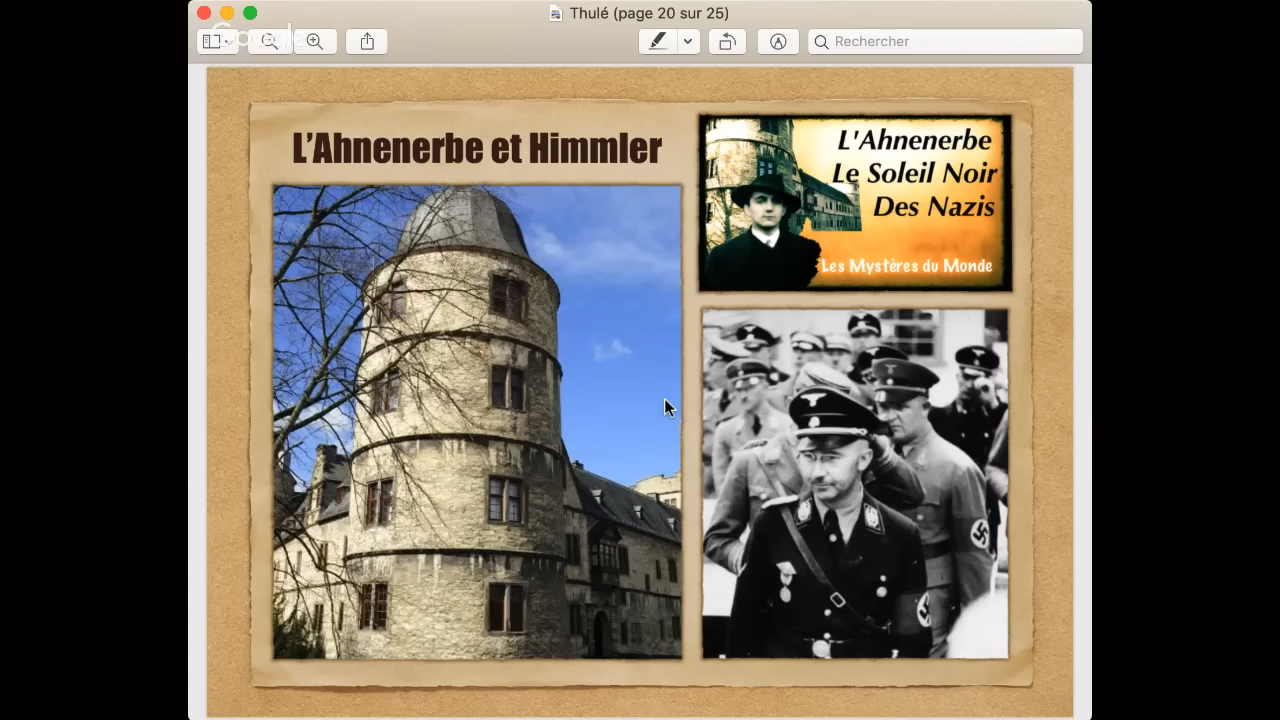 Thulé (page 20 sur 25)
Google
Rechercher
L’Ahnenerbe et Himmler
L'Ahnenerbe
Le Soleil Noir
Des Nazis
Les Mystères du Monde